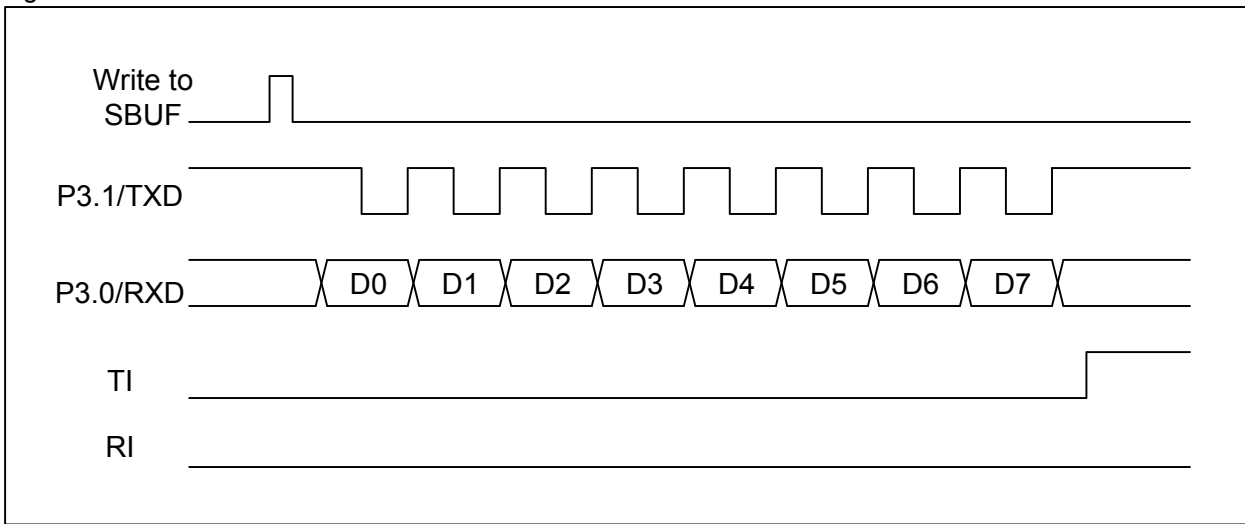 Write to
SBUF
P3.1/TXD
P3.0/RXD D0 D1 D2 D3 D4 D5 D6 D7
TI
RI